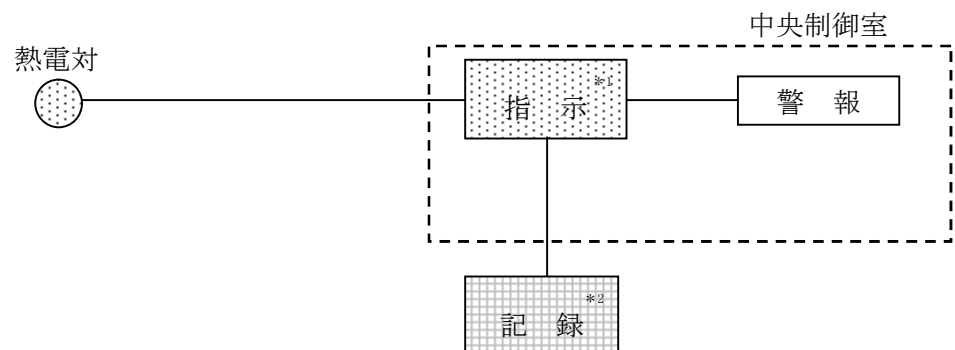 中央制御室
熱電対
指　示 *1
警　報
記　録 *2